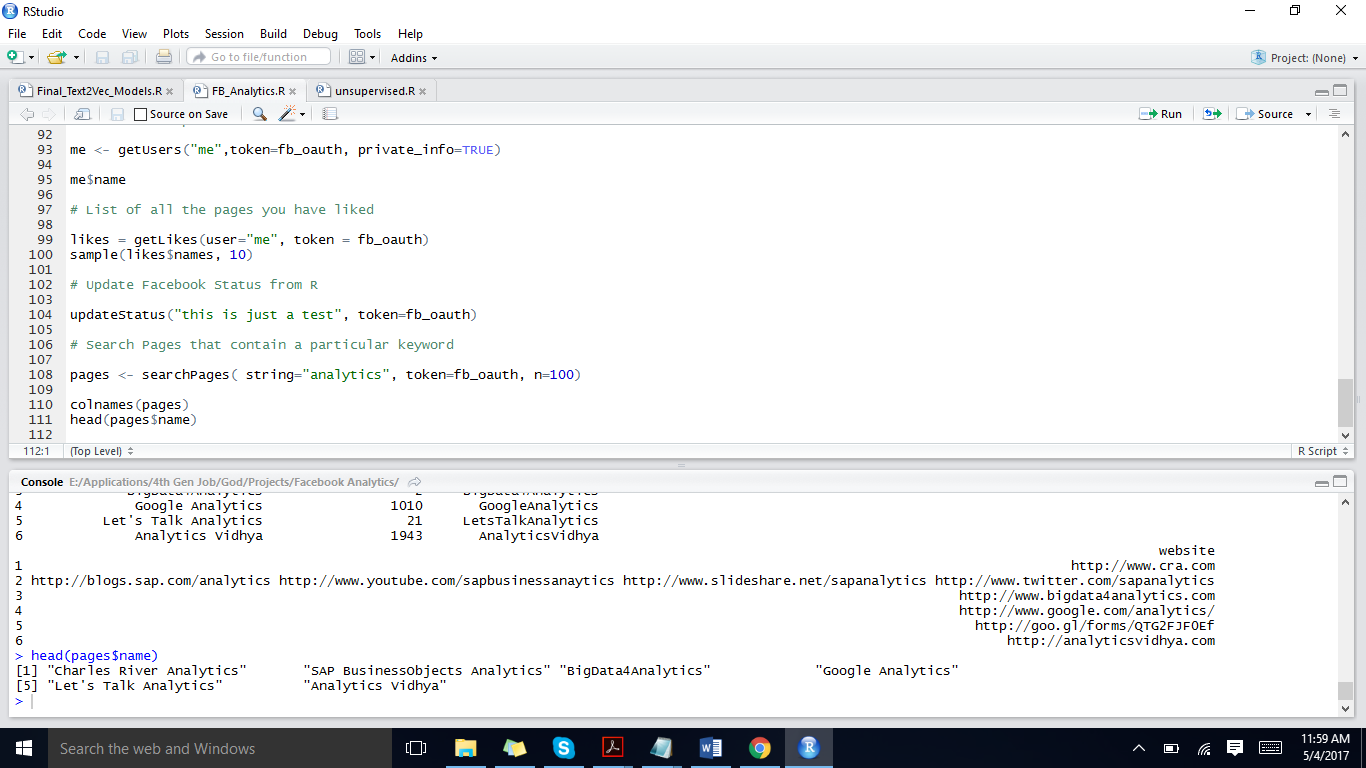 RStudio
File Edit Code View Plots Session Build Debug Tools Help
Go to file/function Addins Project: (None)
Final_Text2Vec_Models.R FB_Analytics.R unsupervised.R
Source on Save Run Source
92
93 me <- getUsers("me",token=fb_oauth, private_info=TRUE)
94
95 me$name
96
97 # List of all the pages you have liked
98
99 likes = getLikes(user="me", token = fb_oauth)
100 sample(likes$names, 10)
101
102 # Update Facebook Status from R
103
104 updateStatus("this is just a test", token=fb_oauth)
105
106 # Search Pages that contain a particular keyword
107
108 pages <- searchPages( string="analytics", token=fb_oauth, n=100)
109
110 colnames(pages)
111 head(pages$name)
112
112:1 (Top Level) R Script
Console E:/Applications/4th Gen Job/God/Projects/Facebook Analytics/
3 BigData4Analytics 2 BigData4Analytics
4 Google Analytics 1010 GoogleAnalytics
5 Let's Talk Analytics 21 LetsTalkAnalytics
6 Analytics Vidhya 1943 AnalyticsVidhya
website
1 http://www.cra.com
2 http://blogs.sap.com/analytics http://www.youtube.com/sapbusinessanaytics http://www.slideshare.net/sapanalytics http://www.twitter.com/sapanalytics
3 http://www.bigdata4analytics.com
4 http://www.google.com/analytics/
5 http://goo.gl/forms/QTG2FJF0Ef
6 http://analyticsvidhya.com
> head(pages$name)
[1] "Charles River Analytics" "SAP BusinessObjects Analytics" "BigData4Analytics" "Google Analytics"
[5] "Let's Talk Analytics" "Analytics Vidhya"
>
Search the web and Windows
11:59 AM
5/4/2017